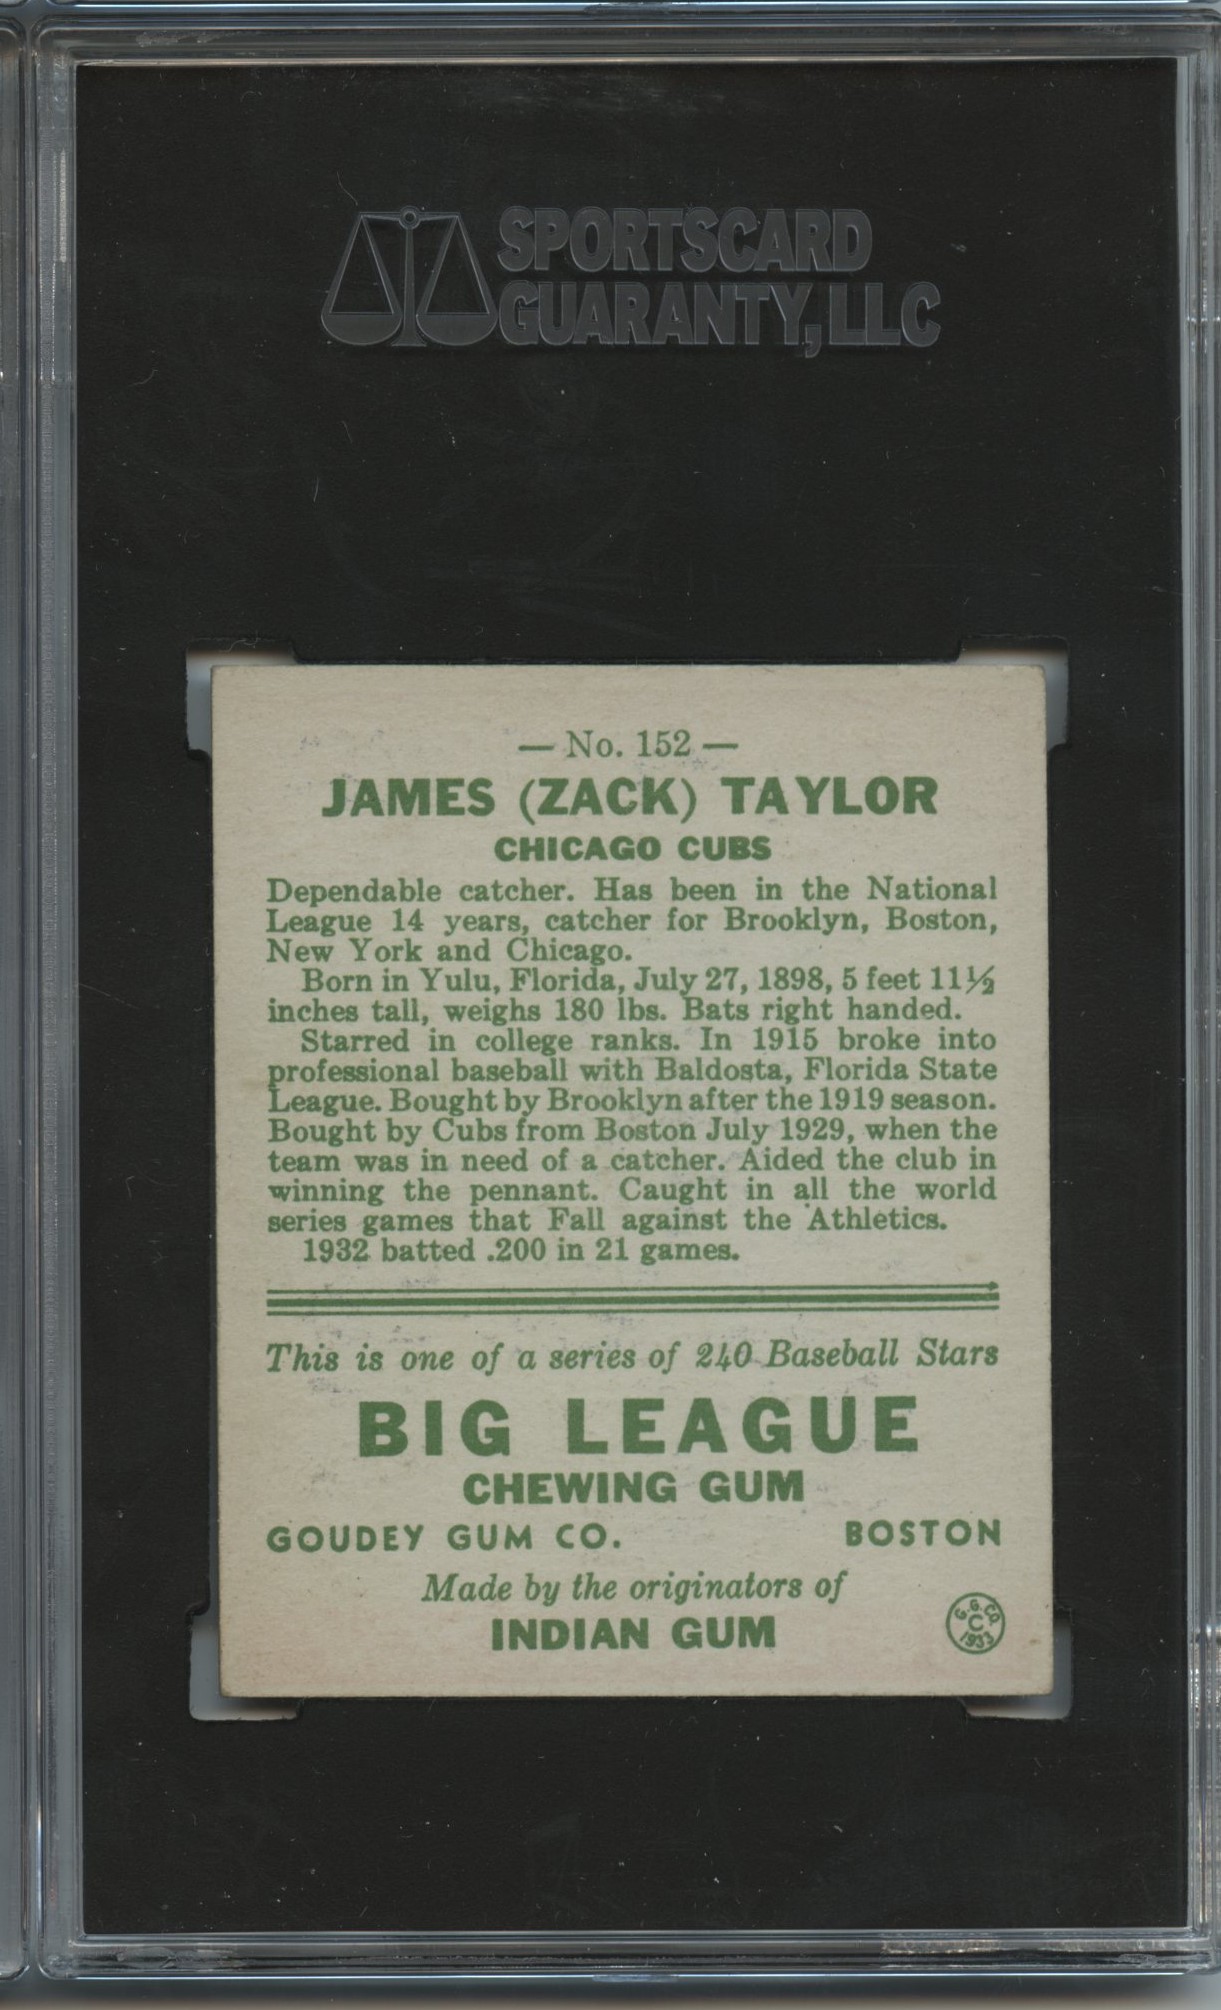 SPORTSCARD
GUARANTY, LLC
— No. 152 —
JAMES (ZACK) TAYLOR
CHICAGO CUBS
Dependable catcher. Has been in the National
League 14 years, catcher for Brooklyn, Boston,
New York and Chicago.
Born in Yulu, Florida, July 27, 1898, 5 feet 11½
inches tall, weighs 180 lbs. Bats right handed.
Starred in college ranks. In 1915 broke into
professional baseball with Baldosta, Florida State
League. Bought by Brooklyn after the 1919 season.
Bought by Cubs from Boston July 1929, when the
team was in need of a catcher. Aided the club in
winning the pennant. Caught in all the world
series games that Fall against the Athletics.
1932 batted .200 in 21 games.
This is one of a series of 240 Baseball Stars
BIG LEAGUE
CHEWING GUM
GOUDEY GUM CO. BOSTON
Made by the originators of
INDIAN GUM
G.G.CO.
C
1933